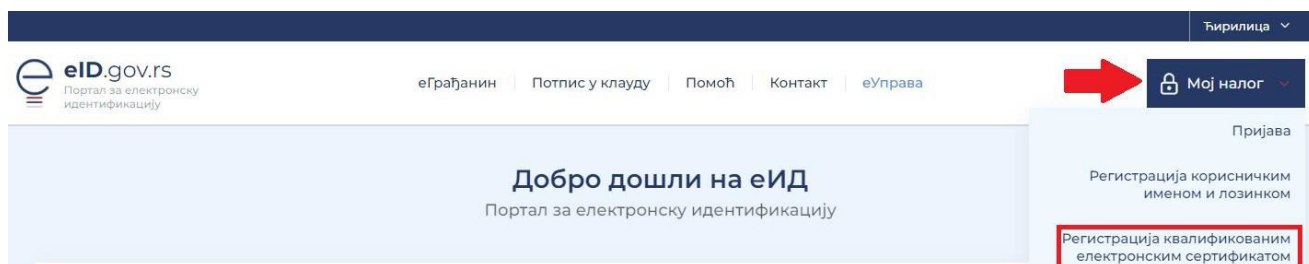 Ћирилица
eID.gov.rs
Портал за електронску
идентификацију
еГрађанин
Потпис у клауду
Помоћ
Контакт
еУправа
Мој налог
Пријава
Добро дошли на еИД
Портал за електронску идентификацију
Регистрација корисничким
именом и лозинком
Регистрација квалификованим
електронским сертификатом